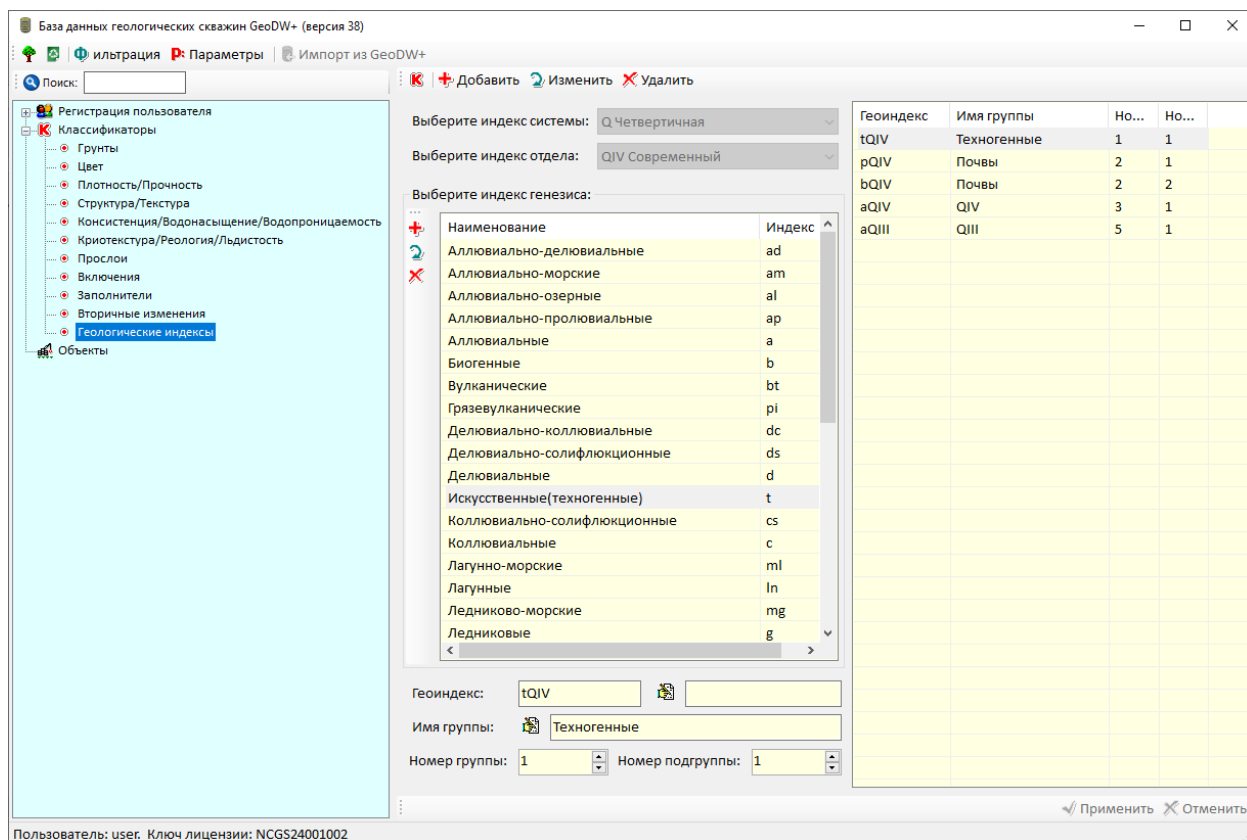 База данных геологических скважин GeoDW+ (версия 38)
Фильтрация Параметры Импорт из GeoDW+
Поиск:
Добавить Изменить Удалить
Регистрация пользователя
Классификаторы
Грунты
Цвет
Плотность/Прочность
Структура/Текстура
Консистенция/Водонасыщение/Водопроницаемость
Криотекстура/Реология/Льдистость
Прослои
Включения
Заполнители
Вторичные изменения
Геологические индексы
Объекты
Выберите индекс системы: Q Четвертичная
Выберите индекс отдела: QIV Современный
Выберите индекс генезиса:
Наименование Индекс
Аллювиально-делювиальные ad
Аллювиально-морские am
Аллювиально-озерные al
Аллювиально-пролювиальные ap
Аллювиальные a
Биогенные b
Вулканические bt
Грязевулканические pi
Делювиально-коллювиальные dc
Делювиально-солифлюкционные ds
Делювиальные d
Искусственные(техногенные) t
Коллювиально-солифлюкционные cs
Коллювиальные c
Лагунно-морские ml
Лагунные ln
Ледниково-морские mg
Ледниковые g
Геоиндекс: tQIV
Имя группы: Техногенные
Номер группы: 1 Номер подгруппы: 1
Геоиндекс Имя группы Но... Но...
tQIV Техногенные 1 1
pQIV Почвы 2 1
bQIV Почвы 2 2
aQIV QIV 3 1
aQIII QIII 5 1
Применить Отменить
Пользователь: user. Ключ лицензии: NCGS24001002